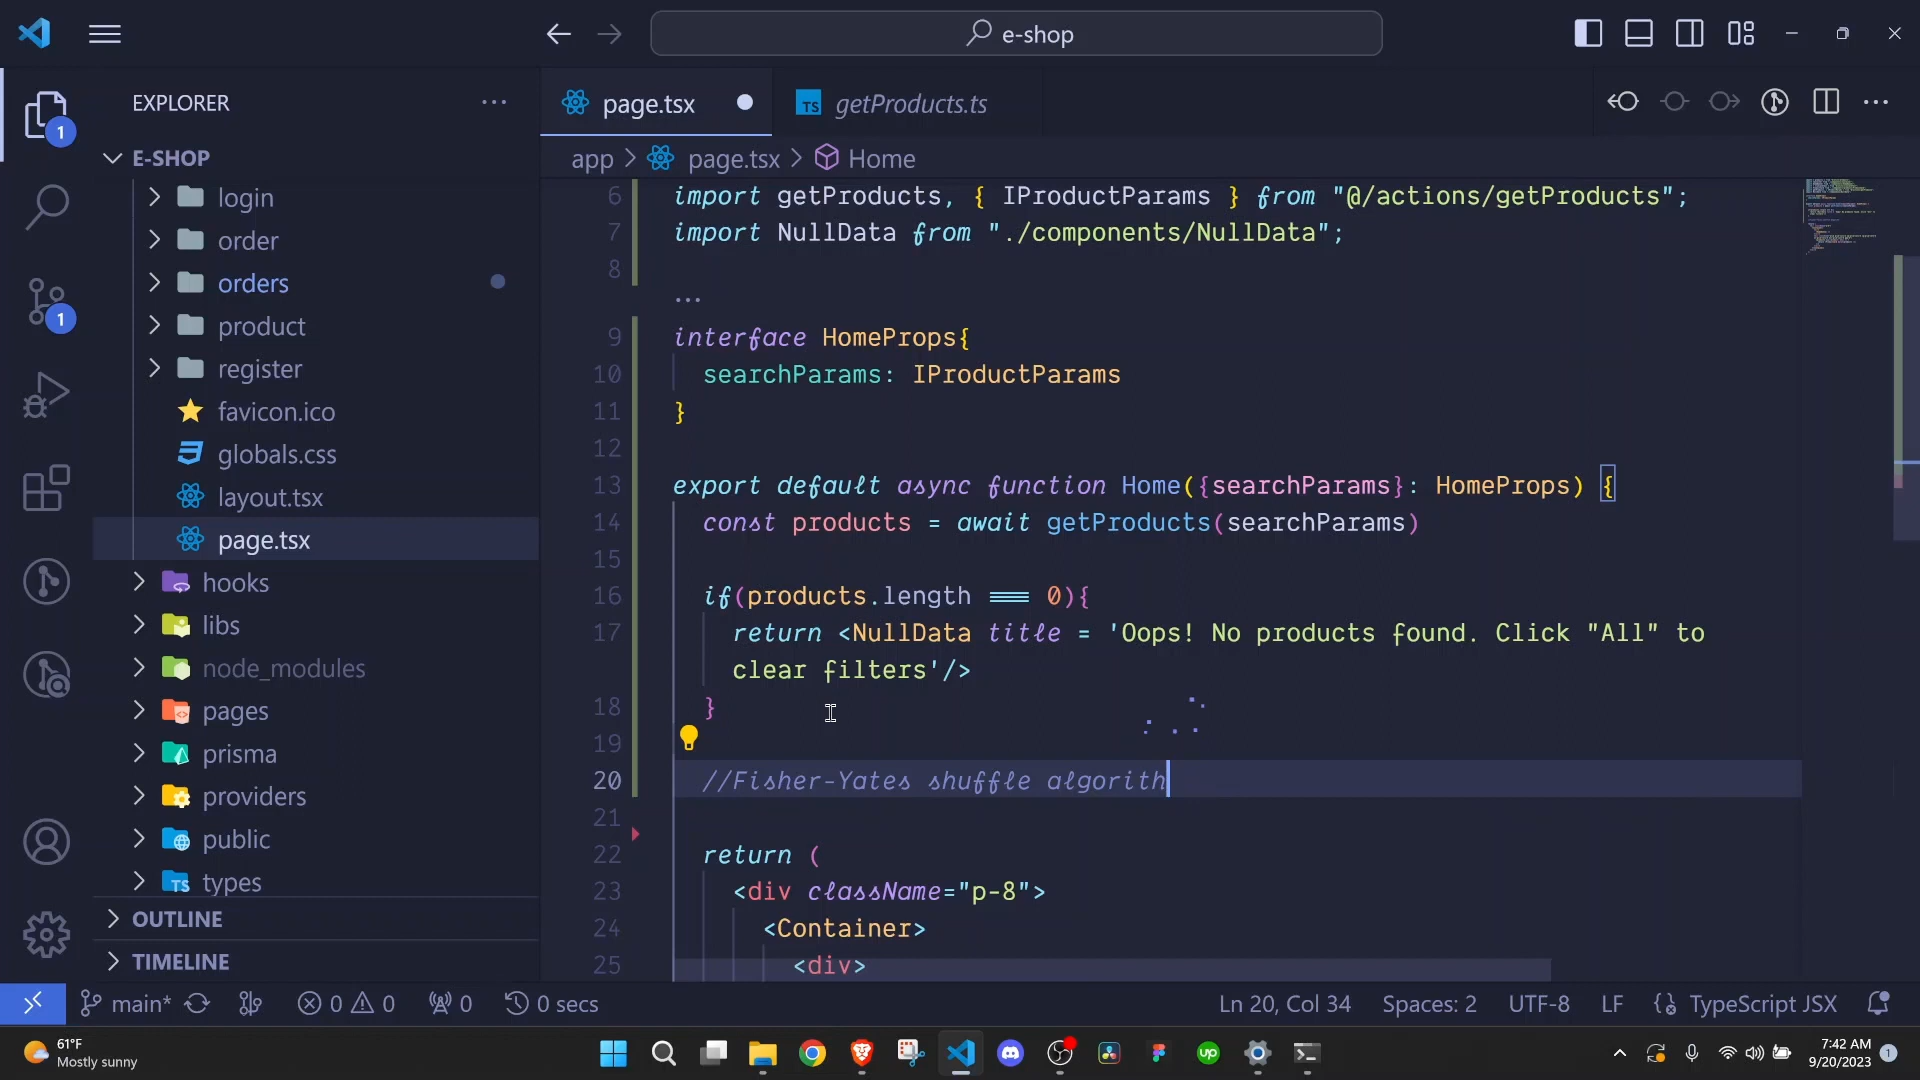 e-shop
EXPLORER
page.tsx
TS getProducts.ts
1
E-SHOP
app > page.tsx > Home
login
order
orders
product
register
favicon.ico
globals.css
layout.tsx
page.tsx
hooks
libs
node_modules
pages
prisma
providers
public
TS types
OUTLINE
TIMELINE
1
6 import getProducts, { IProductParams } from "@/actions/getProducts";
7 import NullData from "./components/NullData";
8
...
9 interface HomeProps{
10 searchParams: IProductParams
11 }
12
13 export default async function Home({searchParams}: HomeProps) {
14 const products = await getProducts(searchParams)
15
16 if(products.length === 0){
17 return <NullData title = 'Oops! No products found. Click "All" to
clear filters'/>
18 }
19
20 //Fisher-Yates shuffle algorith
21
22 return (
23 <div className="p-8">
24 <Container>
25 <div>
main* 0 0 0 0 secs Ln 20, Col 34 Spaces: 2 UTF-8 LF TypeScript JSX
61°F
Mostly sunny
up
7:42 AM
9/20/2023
1